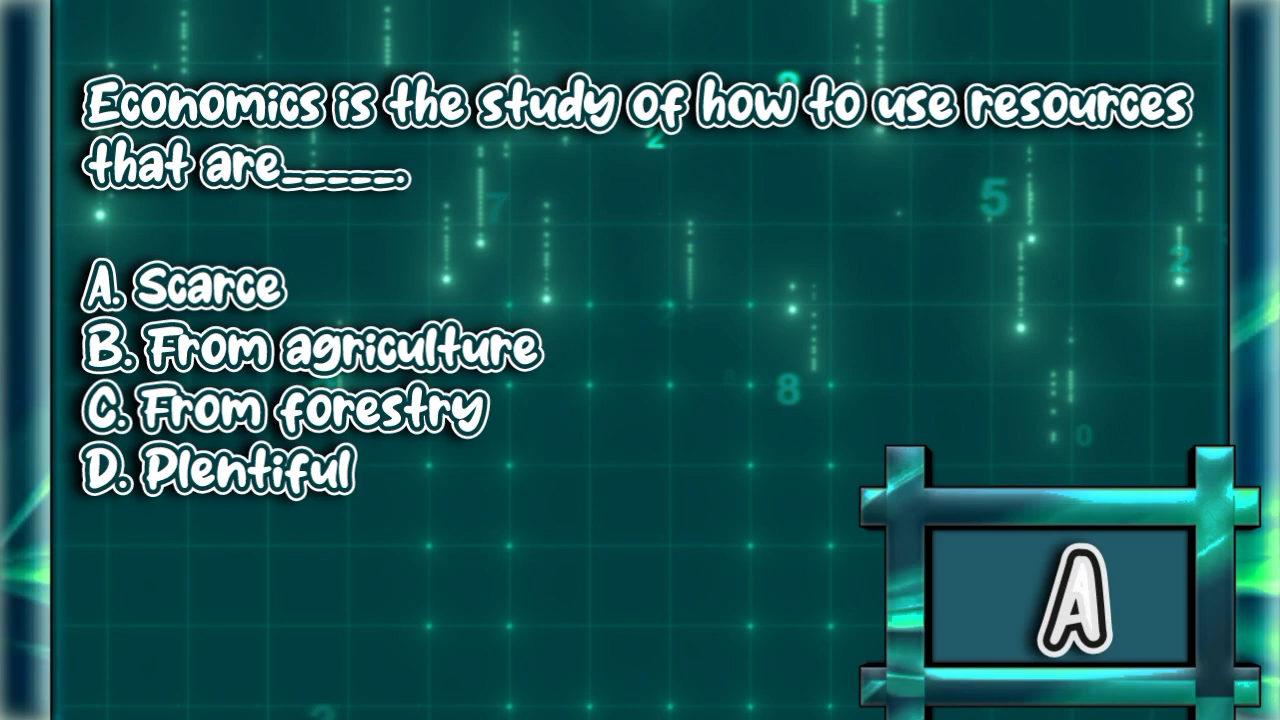 Economics is the study of how to use resources
that are_____.
A. Scarce
B. From agriculture
C. From forestry
D. Plentiful
A